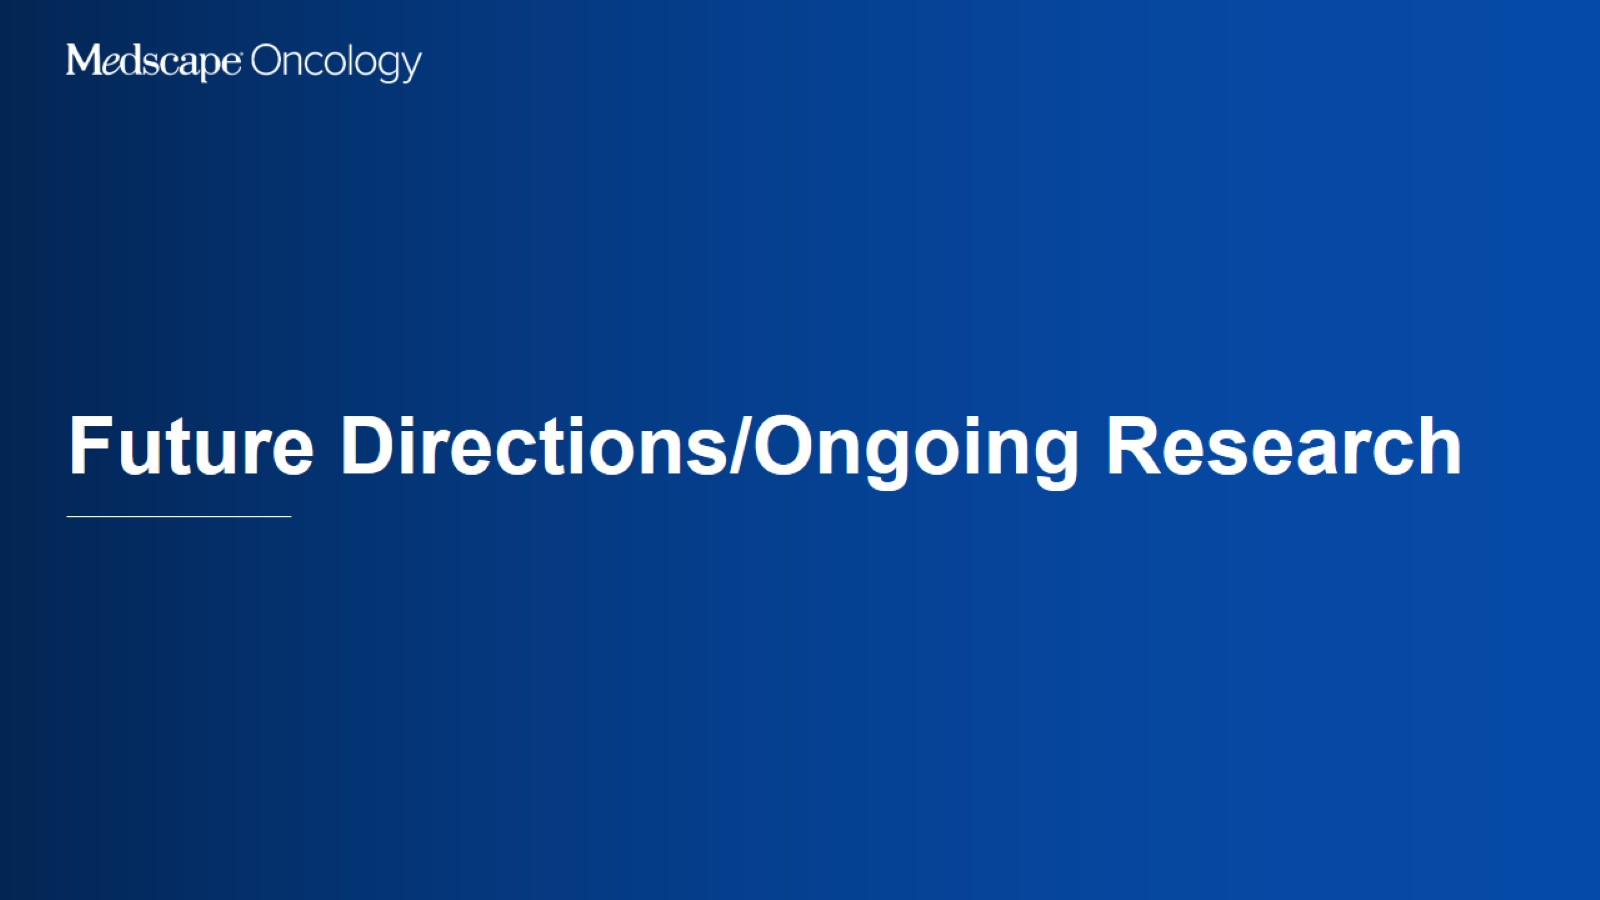 Medscape® Oncology
Future Directions/Ongoing Research